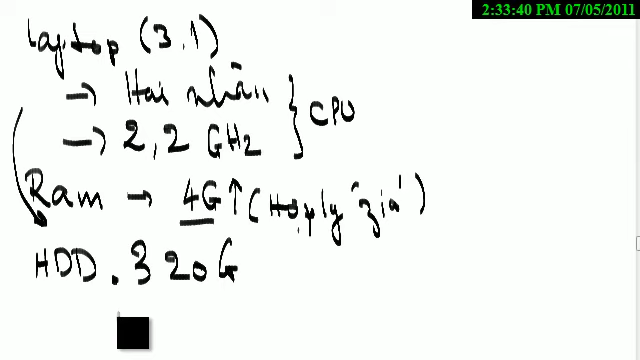 2:33:40 PM 07/05/2011
laptop (3.1)
→ Hai nhân
→ 2,2 GHz } CPU
Ram → 4G↑ (Hợp lý "giá")
HDD. 320G